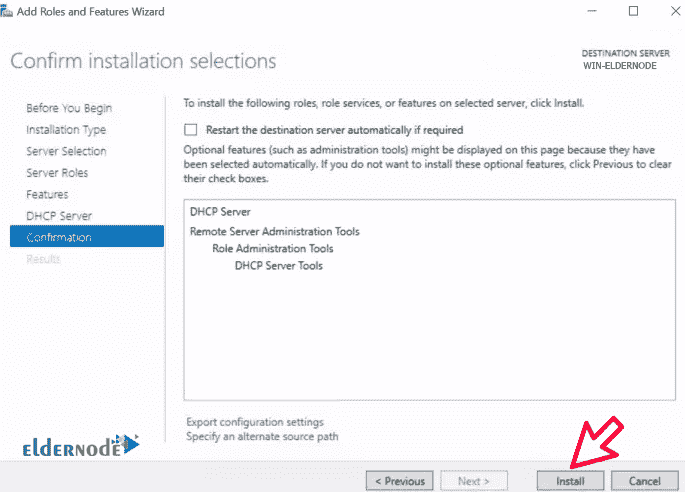 Add Roles and Features Wizard
Confirm installation selections
DESTINATION SERVER
WIN-ELDERNODE
Before You Begin
Installation Type
Server Selection
Server Roles
Features
DHCP Server
Confirmation
Results
To install the following roles, role services, or features on selected server, click Install.
Restart the destination server automatically if required
Optional features (such as administration tools) might be displayed on this page because they have
been selected automatically. If you do not want to install these optional features, click Previous to clear
their check boxes.
DHCP Server
Remote Server Administration Tools
Role Administration Tools
DHCP Server Tools
Export configuration settings
Specify an alternate source path
eldernode
< Previous
Next >
Install
Cancel